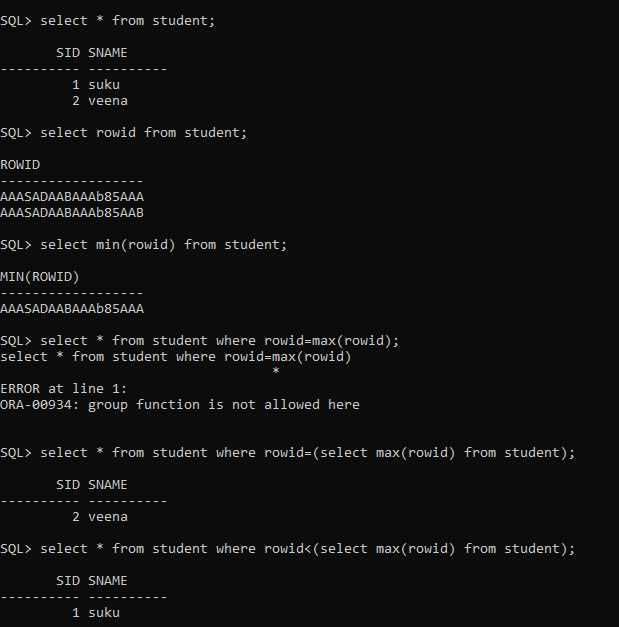 SQL> select * from student;
       SID SNAME
---------- ----------
         1 suku
         2 veena
SQL> select rowid from student;
ROWID
------------------
AAASADAABAAAb85AAA
AAASADAABAAAb85AAB
SQL> select min(rowid) from student;
MIN(ROWID)
------------------
AAASADAABAAAb85AAA
SQL> select * from student where rowid=max(rowid);
select * from student where rowid=max(rowid)
                                  *
ERROR at line 1:
ORA-00934: group function is not allowed here
SQL> select * from student where rowid=(select max(rowid) from student);
       SID SNAME
---------- ----------
         2 veena
SQL> select * from student where rowid<(select max(rowid) from student);
       SID SNAME
---------- ----------
         1 suku